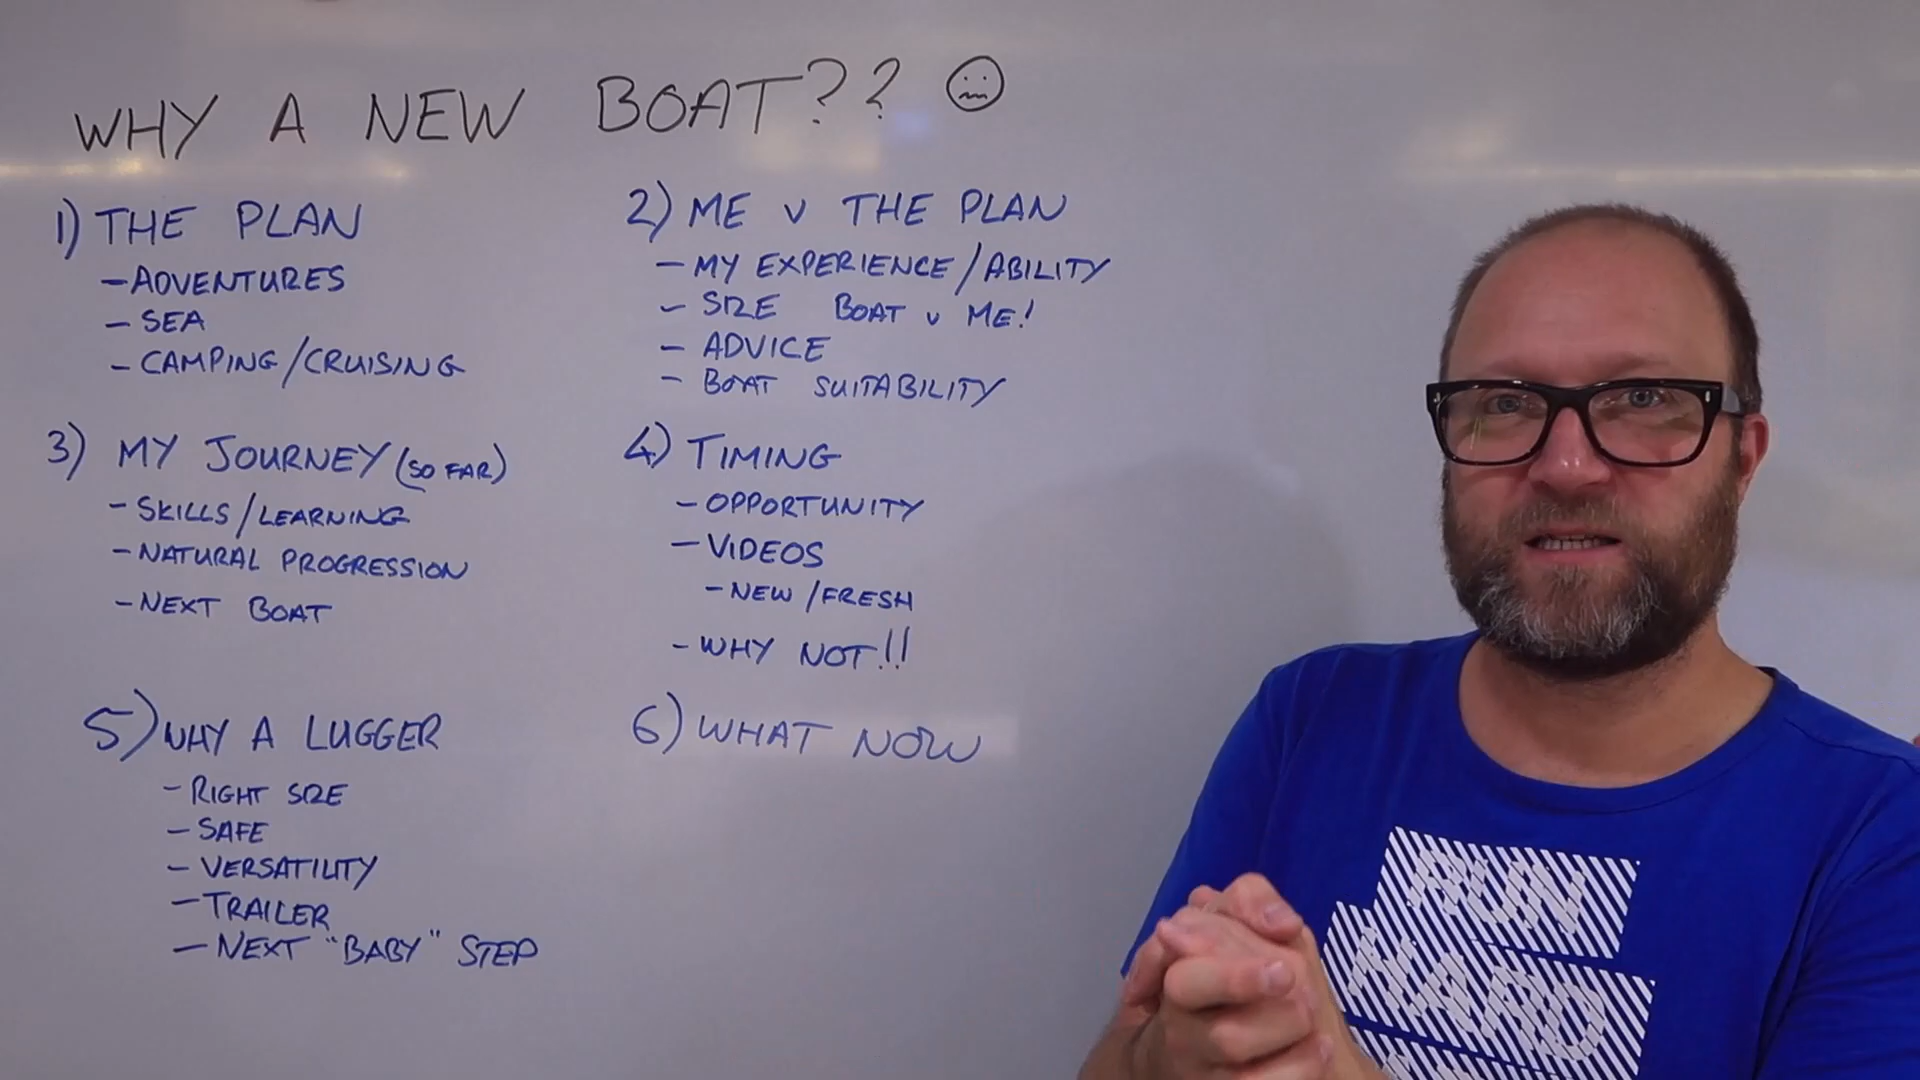 WHY A NEW BOAT??
1) THE PLAN
- ADVENTURES
- SEA
- CAMPING/CRUISING
2) ME V THE PLAN
- MY EXPERIENCE/ABILITY
- SIZE BOAT V ME!
- ADVICE
- BOAT SUITABILITY
3) MY JOURNEY (SO FAR)
- SKILLS/LEARNING
- NATURAL PROGRESSION
- NEXT BOAT
4) TIMING
- OPPORTUNITY
- VIDEOS
- NEW/FRESH
- WHY NOT!!
5) WHY A LUGGER
- RIGHT SIZE
- SAFE
- VERSATILITY
- TRAILER
- NEXT "BABY" STEP
6) WHAT NOW
HARD